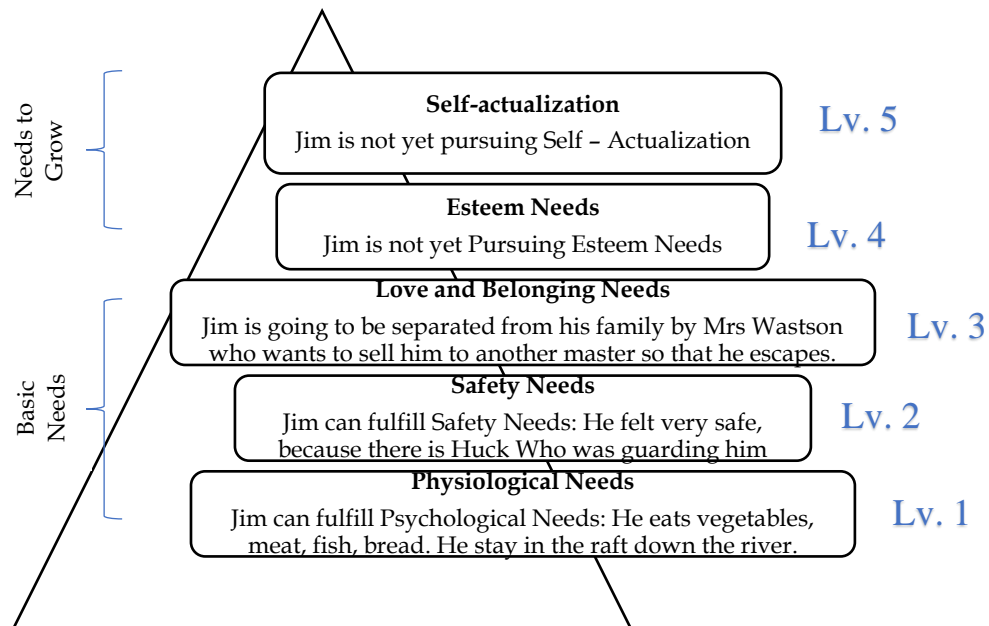 Needs to
Grow
Self-actualization
Jim is not yet pursuing Self – Actualization
Lv. 5
Esteem Needs
Jim is not yet Pursuing Esteem Needs
Lv. 4
Basic
Needs
Love and Belonging Needs
Jim is going to be separated from his family by Mrs Wastson
who wants to sell him to another master so that he escapes.
Lv. 3
Safety Needs
Jim can fulfill Safety Needs: He felt very safe,
because there is Huck Who was guarding him
Lv. 2
Physiological Needs
Jim can fulfill Psychological Needs: He eats vegetables,
meat, fish, bread. He stay in the raft down the river.
Lv. 1